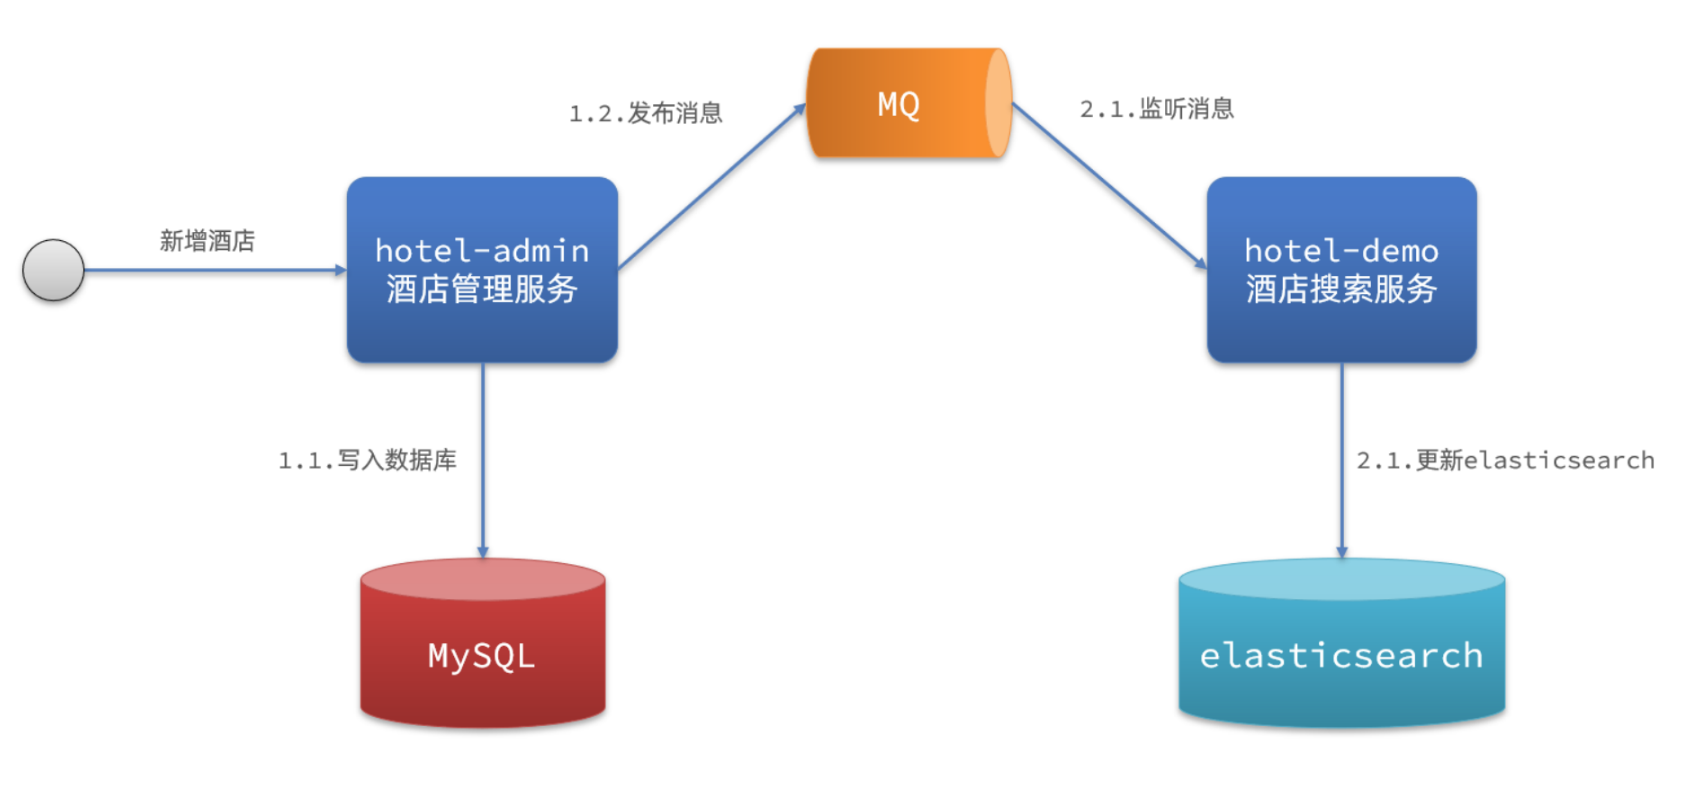 MQ
1.2.发布消息
2.1.监听消息
新增酒店
hotel-admin
酒店管理服务
hotel-demo
酒店搜索服务
1.1.写入数据库
2.1.更新elasticsearch
MySQL
elasticsearch